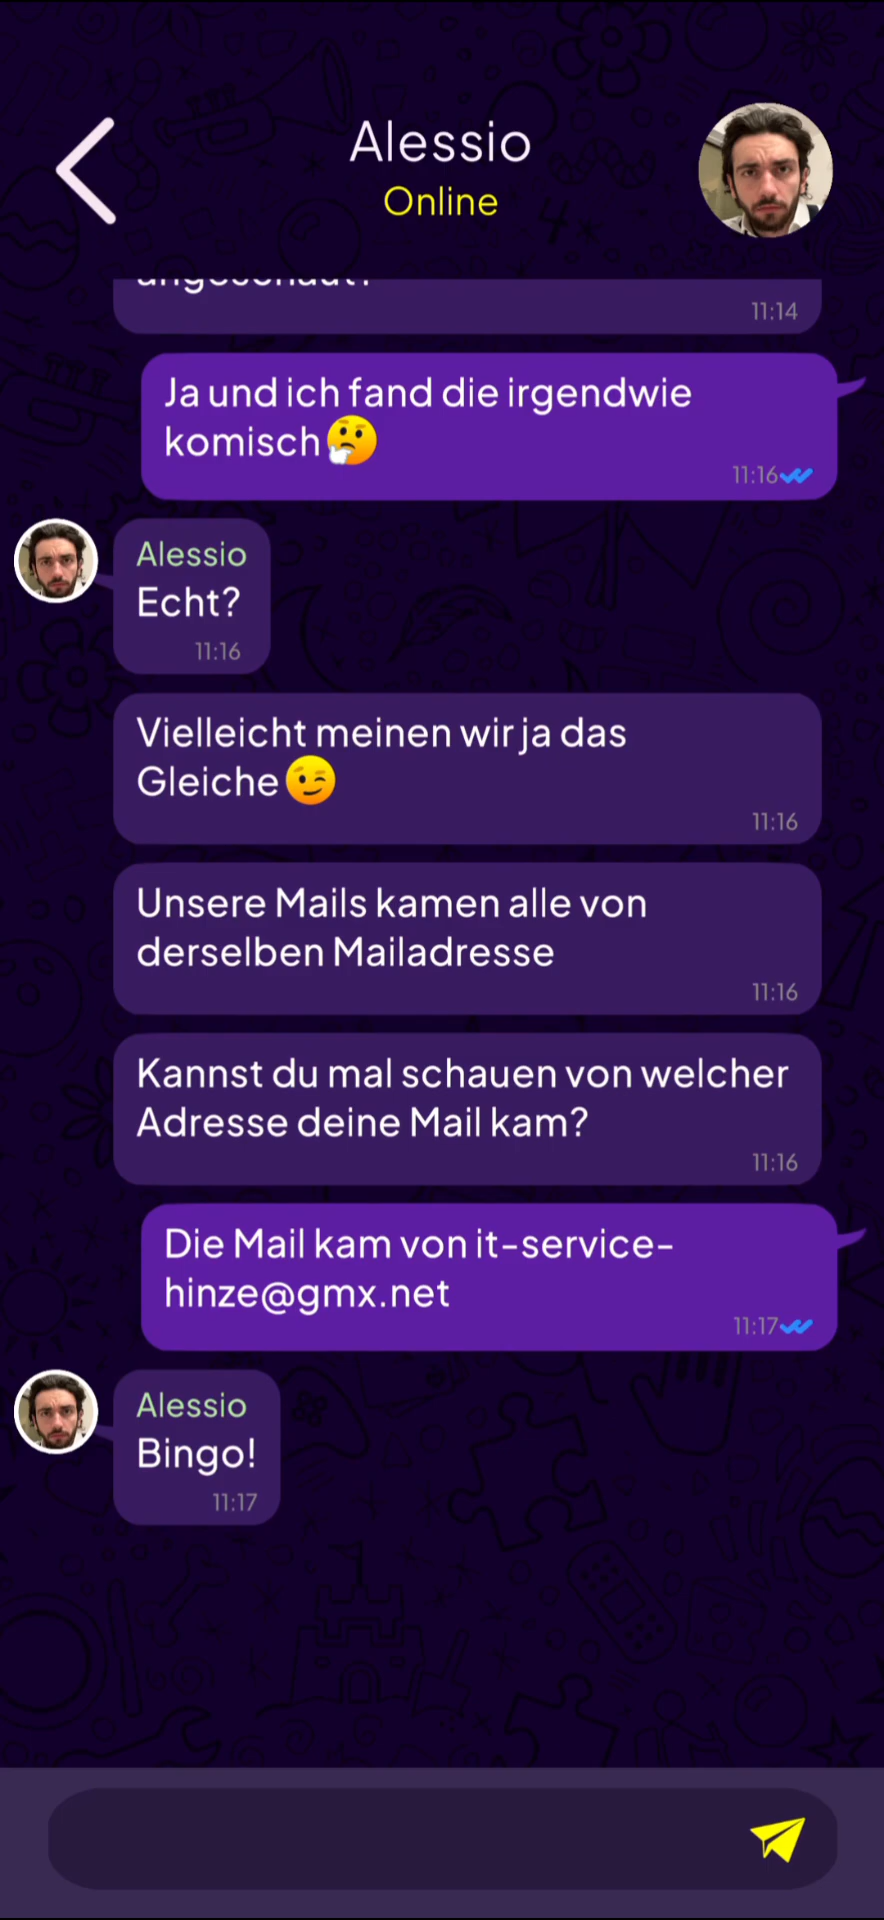 Alessio
Online
11:14
Ja und ich fand die irgendwie
komisch🤔
11:16
Alessio
Echt?
11:16
Vielleicht meinen wir ja das
Gleiche😉
11:16
Unsere Mails kamen alle von
derselben Mailadresse
11:16
Kannst du mal schauen von welcher
Adresse deine Mail kam?
11:16
Die Mail kam von it-service-
hinze@gmx.net
11:17
Alessio
Bingo!
11:17